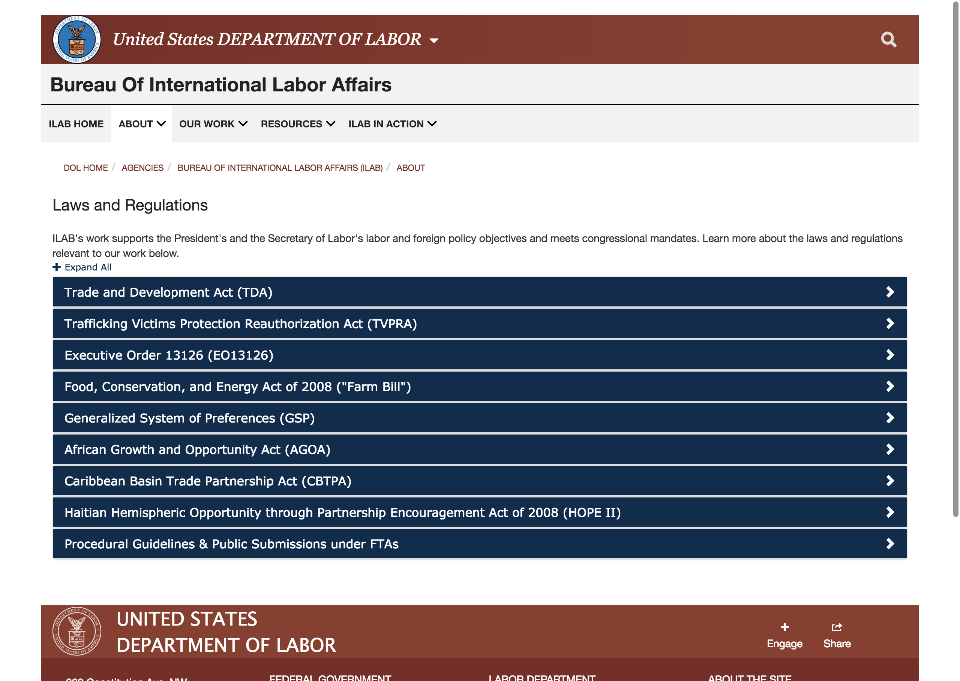 United States DEPARTMENT OF LABOR
Bureau Of International Labor Affairs
ILAB HOME ABOUT OUR WORK RESOURCES ILAB IN ACTION
DOL HOME / AGENCIES / BUREAU OF INTERNATIONAL LABOR AFFAIRS (ILAB) / ABOUT
Laws and Regulations
ILAB's work supports the President's and the Secretary of Labor's labor and foreign policy objectives and meets congressional mandates. Learn more about the laws and regulations
relevant to our work below.
+ Expand All
Trade and Development Act (TDA)
Trafficking Victims Protection Reauthorization Act (TVPRA)
Executive Order 13126 (EO13126)
Food, Conservation, and Energy Act of 2008 ("Farm Bill")
Generalized System of Preferences (GSP)
African Growth and Opportunity Act (AGOA)
Caribbean Basin Trade Partnership Act (CBTPA)
Haitian Hemispheric Opportunity through Partnership Encouragement Act of 2008 (HOPE II)
Procedural Guidelines & Public Submissions under FTAs
UNITED STATES
DEPARTMENT OF LABOR
Engage Share
FEDERAL GOVERNMENT LABOR DEPARTMENT ABOUT THE SITE